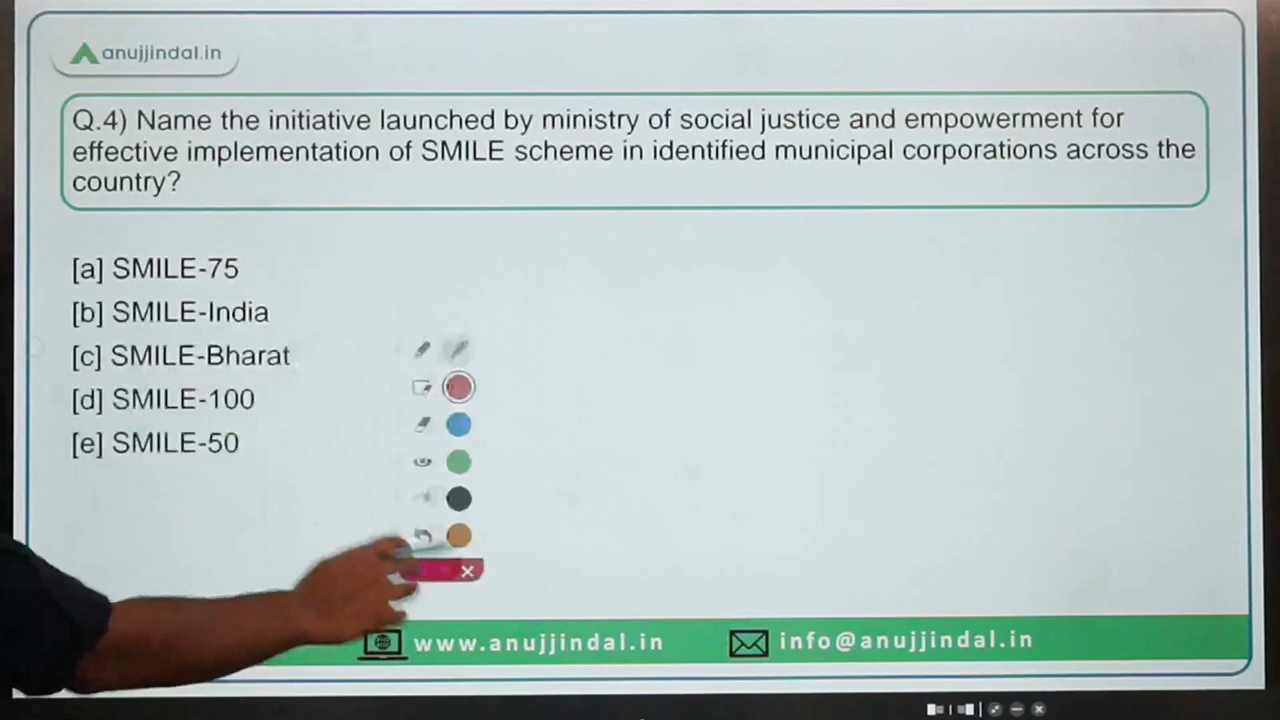 anujjindal.in
Q.4) Name the initiative launched by ministry of social justice and empowerment for
effective implementation of SMILE scheme in identified municipal corporations across the
country?
[a] SMILE-75
[b] SMILE-India
[c] SMILE-Bharat
[d] SMILE-100
[e] SMILE-50
www.anujjindal.in
info@anujjindal.in